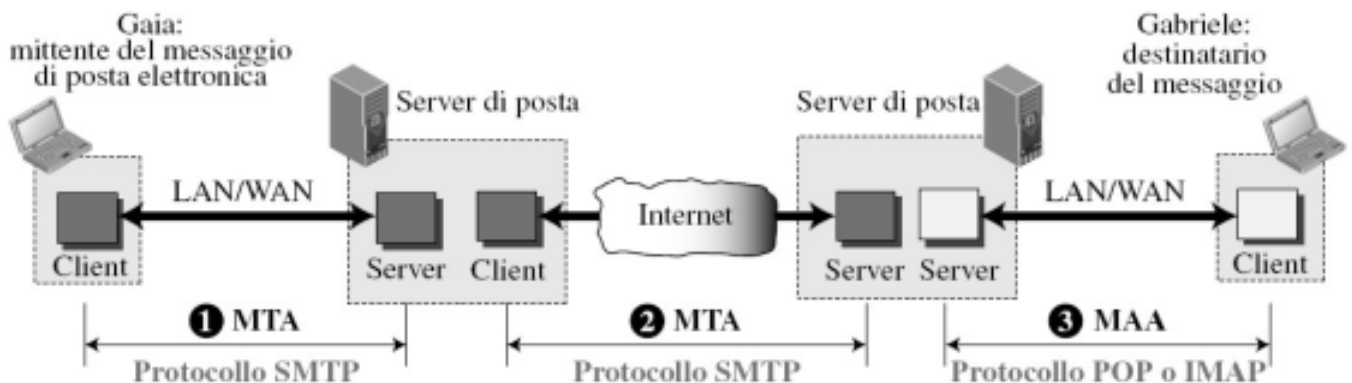 Gaia:
mittente del messaggio
di posta elettronica
Server di posta
Server di posta
Gabriele:
destinatario
del messaggio
LAN/WAN
Internet
LAN/WAN
Client
Server
Client
Server
Server
Client
1 MTA
2 MTA
3 MAA
Protocollo SMTP
Protocollo SMTP
Protocollo POP o IMAP